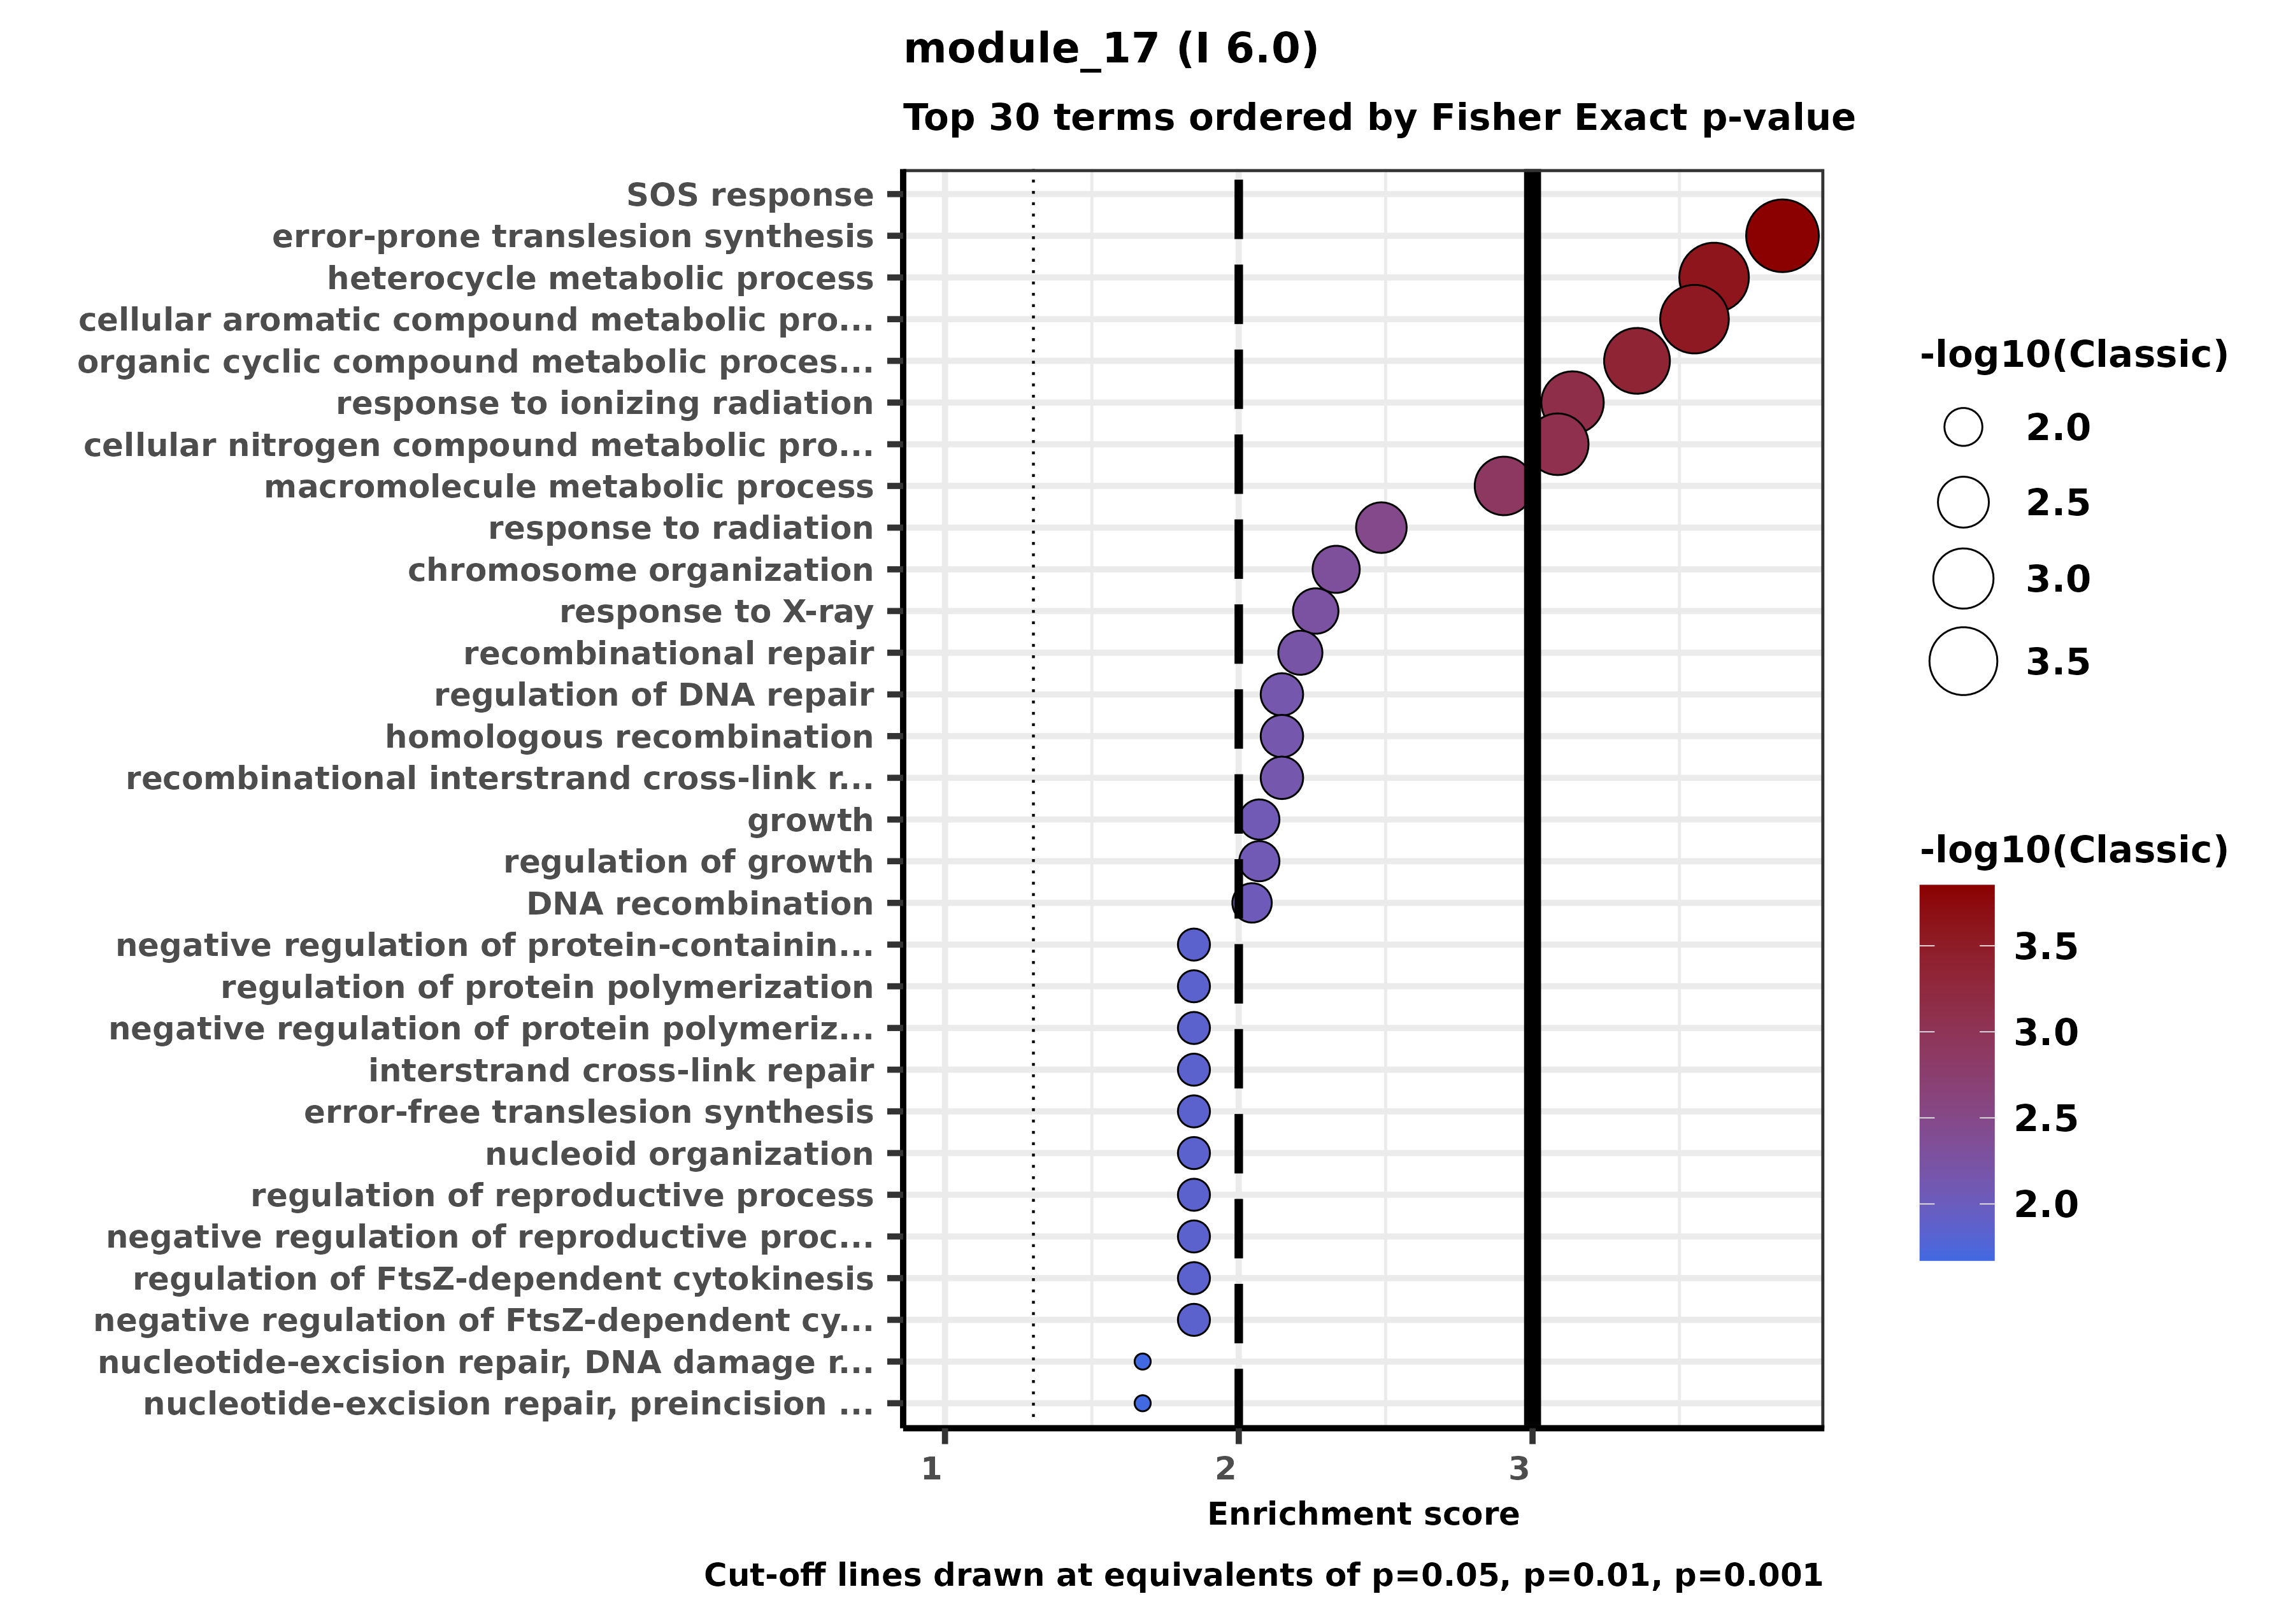 module_17 (I 6.0)
Top 30 terms ordered by Fisher Exact p-value
SOS response
error-prone translesion synthesis
heterocycle metabolic process
cellular aromatic compound metabolic pro...
organic cyclic compound metabolic proces...
response to ionizing radiation
cellular nitrogen compound metabolic pro...
macromolecule metabolic process
response to radiation
chromosome organization
response to X-ray
recombinational repair
regulation of DNA repair
homologous recombination
recombinational interstrand cross-link r...
growth
regulation of growth
DNA recombination
negative regulation of protein-containin...
regulation of protein polymerization
negative regulation of protein polymeriz...
interstrand cross-link repair
error-free translesion synthesis
nucleoid organization
regulation of reproductive process
negative regulation of reproductive proc...
regulation of FtsZ-dependent cytokinesis
negative regulation of FtsZ-dependent cy...
nucleotide-excision repair, DNA damage r...
nucleotide-excision repair, preincision ...
1 2 3
Enrichment score
Cut-off lines drawn at equivalents of p=0.05, p=0.01, p=0.001
-log10(Classic)
2.0
2.5
3.0
3.5
-log10(Classic)
3.5
3.0
2.5
2.0